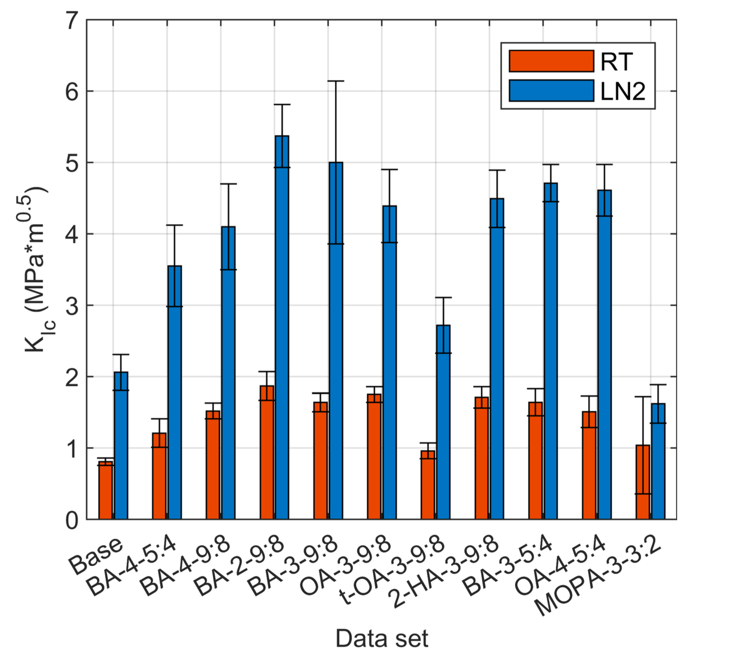 7
6
5
4
3
2
1
0
K_Ic (MPa*m^0.5)
RT
LN2
Base
BA-4-5:4
BA-4-9:8
BA-2-9:8
BA-3-9:8
OA-3-9:8
t-OA-3-9:8
2-HA-3-9:8
BA-3-5:4
OA-4-5:4
MOPA-3-3:2
Data set